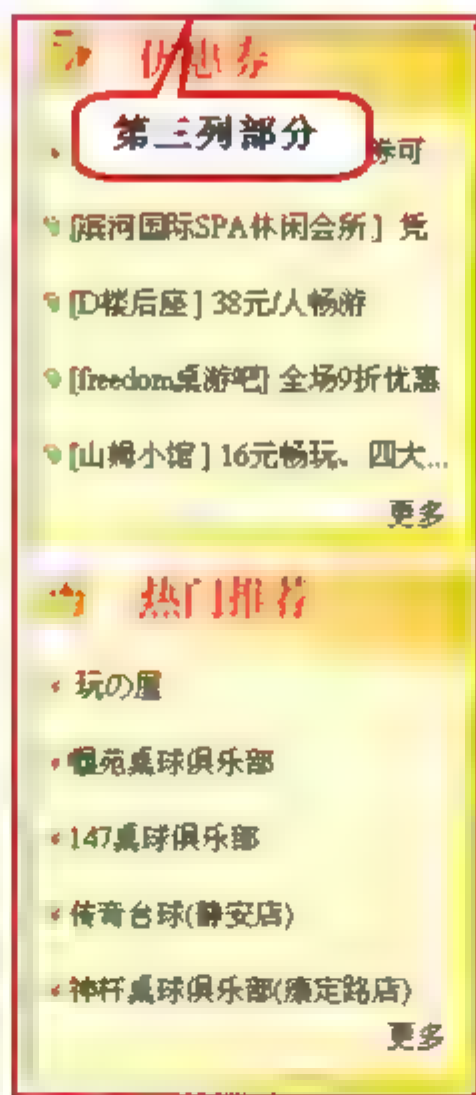 优惠券
第三列部分
券可
[滨河国际SPA休闲会所] 凭
[D楼后座] 38元/人畅游
[freedom桌游吧] 全场9折优惠
[山姆小馆] 16元畅玩、四大...
更多
热门推荐
玩の屋
苑桌球俱乐部
147桌球俱乐部
传奇台球(静安店)
神杆桌球俱乐部(康定路店)
更多